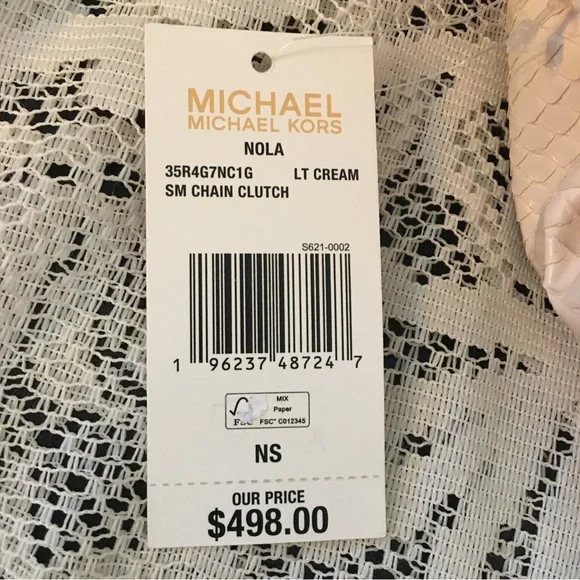 MICHAEL
MICHAEL KORS
NOLA
35R4G7NC1G LT CREAM
SM CHAIN CLUTCH
S621-0002
1 96237 48724 7
MIX
Paper
FSC FSC™ C012345
NS
OUR PRICE
$498.00